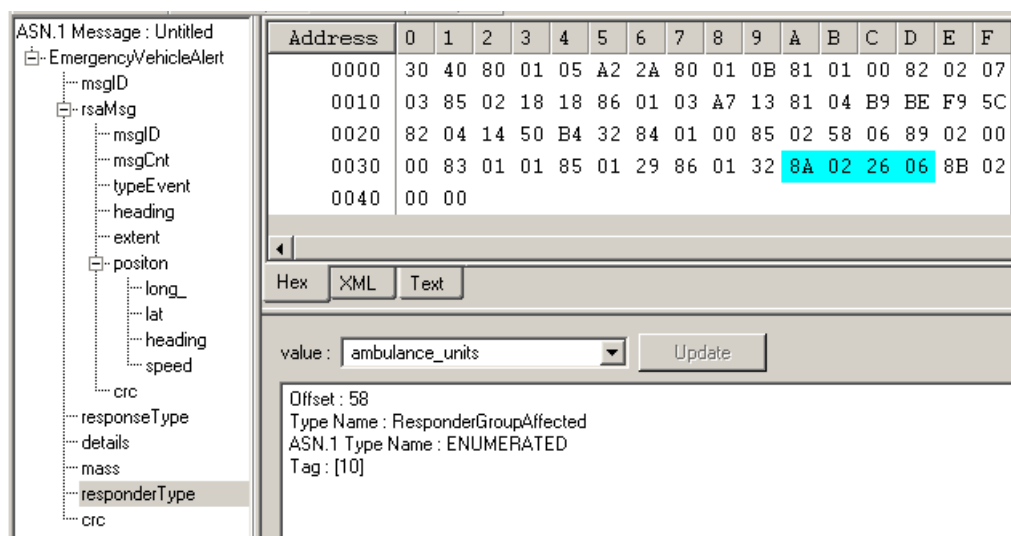 ASN.1 Message : Untitled
EmergencyVehicleAlert
msgID
rsaMsg
msgID
msgCnt
typeEvent
heading
extent
positon
long_
lat
heading
speed
crc
responseType
details
mass
responderType
crc
Address 0 1 2 3 4 5 6 7 8 9 A B C D E F
0000 30 40 80 01 05 A2 2A 80 01 0B 81 01 00 82 02 07
0010 03 85 02 18 18 86 01 03 A7 13 81 04 B9 BE F9 5C
0020 82 04 14 50 B4 32 84 01 00 85 02 58 06 89 02 00
0030 00 83 01 01 85 01 29 86 01 32 8A 02 26 06 8B 02
0040 00 00
Hex XML Text
value : ambulance_units Update
Offset : 58
Type Name : ResponderGroupAffected
ASN.1 Type Name : ENUMERATED
Tag : [10]